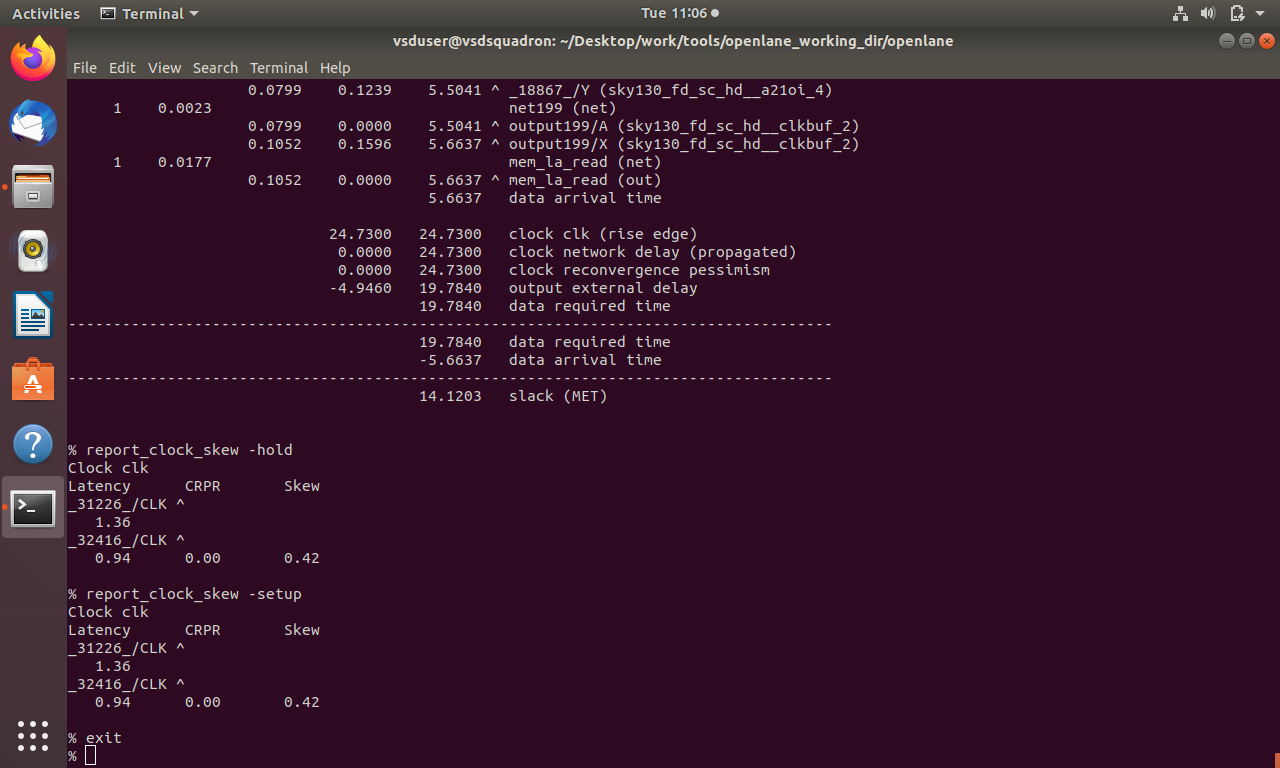 Activities Terminal Tue 11:06
vsduser@vsdsquadron: ~/Desktop/work/tools/openlane_working_dir/openlane
File Edit View Search Terminal Help
                    0.0799    0.1239    5.5041 ^ _18867_/Y (sky130_fd_sc_hd__a21oi_4)
     1    0.0023                                 net199 (net)
                    0.0799    0.0000    5.5041 ^ output199/A (sky130_fd_sc_hd__clkbuf_2)
                    0.1052    0.1596    5.6637 ^ output199/X (sky130_fd_sc_hd__clkbuf_2)
     1    0.0177                                 mem_la_read (net)
                    0.1052    0.0000    5.6637 ^ mem_la_read (out)
                                        5.6637   data arrival time
                             24.7300   24.7300   clock clk (rise edge)
                              0.0000   24.7300   clock network delay (propagated)
                              0.0000   24.7300   clock reconvergence pessimism
                             -4.9460   19.7840   output external delay
                                       19.7840   data required time
-------------------------------------------------------------------------------------
                                       19.7840   data required time
                                       -5.6637   data arrival time
-------------------------------------------------------------------------------------
                                       14.1203   slack (MET)
% report_clock_skew -hold
Clock clk
Latency      CRPR       Skew
_31226_/CLK ^
   1.36
_32416_/CLK ^
   0.94      0.00       0.42
% report_clock_skew -setup
Clock clk
Latency      CRPR       Skew
_31226_/CLK ^
   1.36
_32416_/CLK ^
   0.94      0.00       0.42
% exit
%